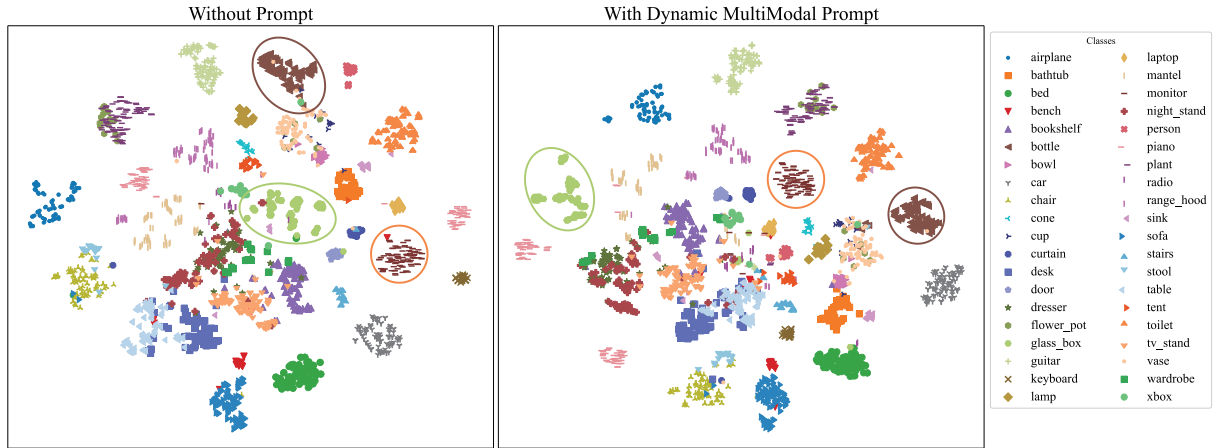 Without Prompt
With Dynamic MultiModal Prompt
Classes
airplane
bathtub
bed
bench
bookshelf
bottle
bowl
car
chair
cone
cup
curtain
desk
door
dresser
flower_pot
glass_box
guitar
keyboard
lamp
laptop
mantel
monitor
night_stand
person
piano
plant
radio
range_hood
sink
sofa
stairs
stool
table
tent
toilet
tv_stand
vase
wardrobe
xbox